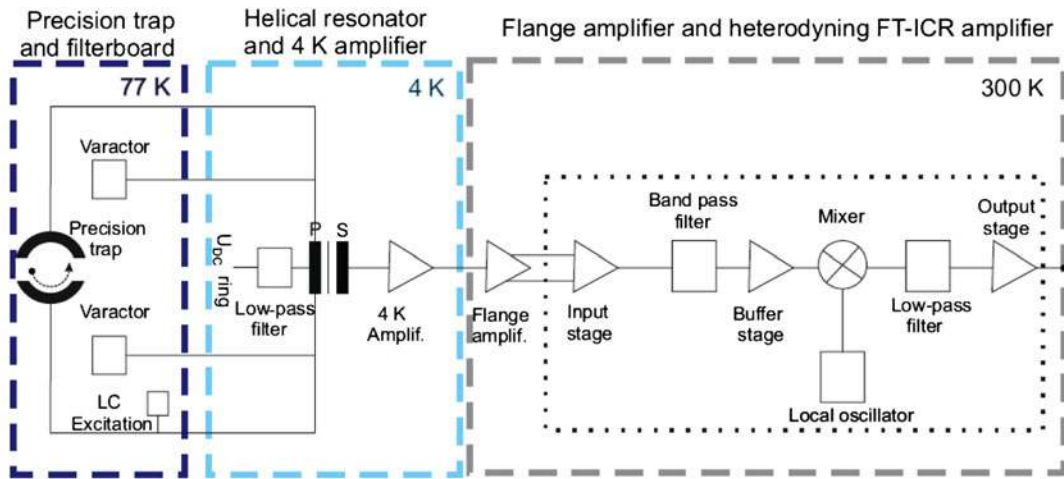 Precision trap
and filterboard
Helical resonator
and 4 K amplifier
Flange amplifier and heterodyning FT-ICR amplifier
77 K
4 K
300 K
Varactor
Precision
trap
Varactor
LC
Excitation
U_DC ring
P
S
Low-pass
filter
4 K
Amplif.
Flange
amplif.
Input
stage
Band pass
filter
Buffer
stage
Mixer
Local oscillator
Low-pass
filter
Output
stage